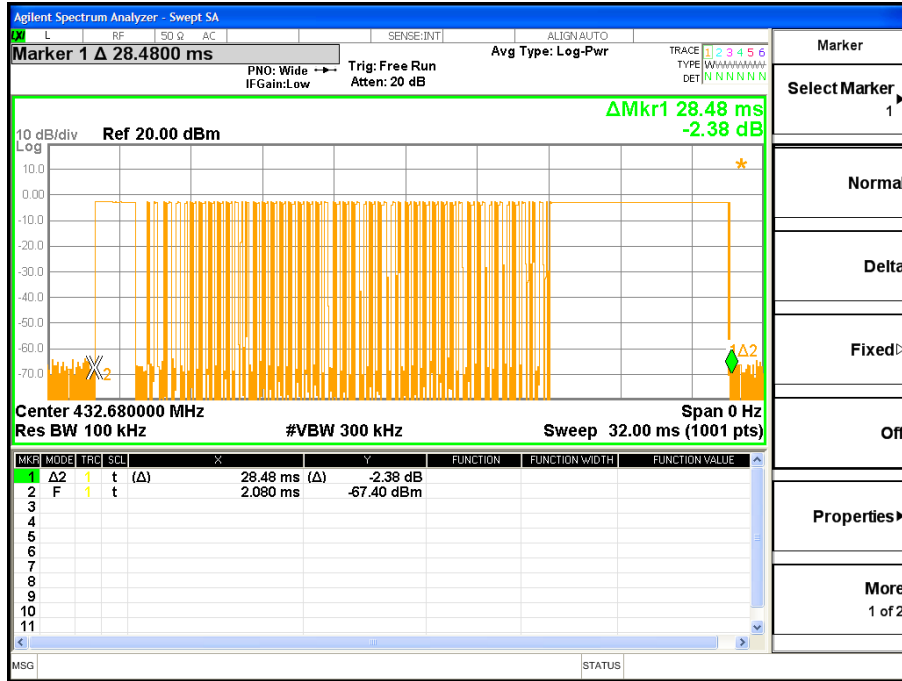 Agilent Spectrum Analyzer - Swept SA
LXI L RF 50 Ω AC SENSE:INT ALIGN AUTO
Marker 1 Δ 28.4800 ms
PNO: Wide
IFGain:Low
Trig: Free Run
Atten: 20 dB
Avg Type: Log-Pwr
TRACE 1 2 3 4 5 6
TYPE W
DET N N N N N N
ΔMkr1 28.48 ms
-2.38 dB
10 dB/div Ref 20.00 dBm
Log
10.0
0.00
-10.0
-20.0
-30.0
-40.0
-50.0
-60.0
-70.0
X2
1Δ2
*
Center 432.680000 MHz Span 0 Hz
Res BW 100 kHz #VBW 300 kHz Sweep 32.00 ms (1001 pts)
MKR MODE TRC SCL X Y FUNCTION FUNCTION WIDTH FUNCTION VALUE
1 Δ2 1 t (Δ) 28.48 ms (Δ) -2.38 dB
2 F 1 t 2.080 ms -67.40 dBm
3
4
5
6
7
8
9
10
11
MSG STATUS
Marker
Select Marker
1
Normal
Delta
Fixed
Off
Properties
More
1 of 2